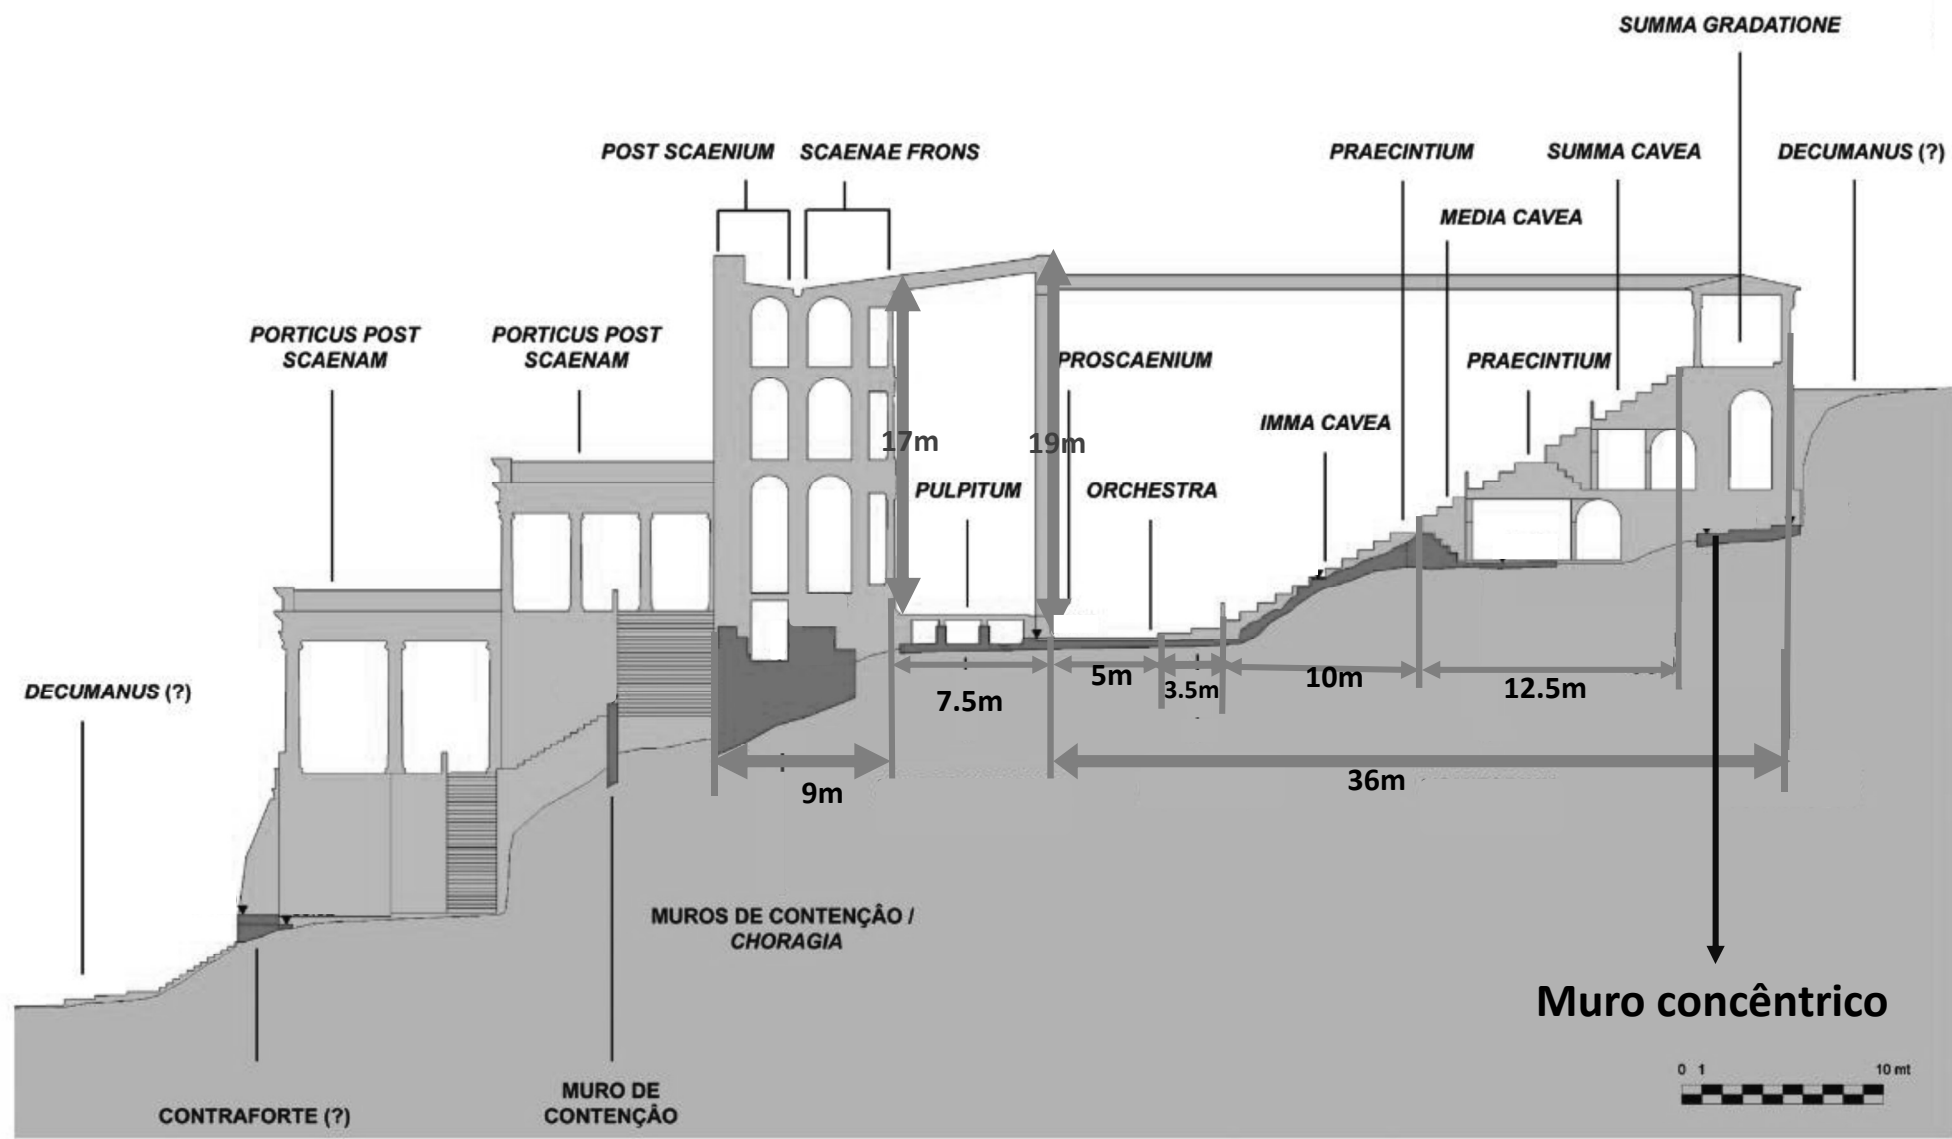 SUMMA GRADATIONE
POST SCAENIUM
SCAENAE FRONS
PRAECINTIUM
SUMMA CAVEA
DECUMANUS (?)
MEDIA CAVEA
PORTICUS POST
SCAENAM
PORTICUS POST
SCAENAM
PROSCAENIUM
PRAECINTIUM
IMMA CAVEA
17m
19m
PULPITUM
ORCHESTRA
DECUMANUS (?)
7.5m
5m
3.5m
10m
12.5m
9m
36m
MUROS DE CONTENÇÂO /
CHORAGIA
Muro concêntrico
0 1 10 mt
MURO DE
CONTENÇÂO
CONTRAFORTE (?)